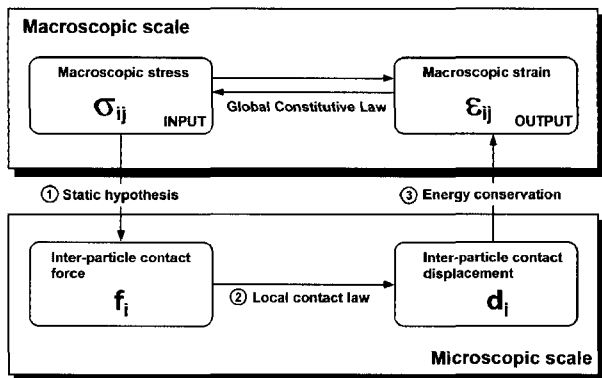 Macroscopic scale
Macroscopic stress
σij
INPUT
Global Constitutive Law
Macroscopic strain
εij
OUTPUT
① Static hypothesis
③ Energy conservation
Inter-particle contact
force
fi
② Local contact law
Inter-particle contact
displacement
di
Microscopic scale